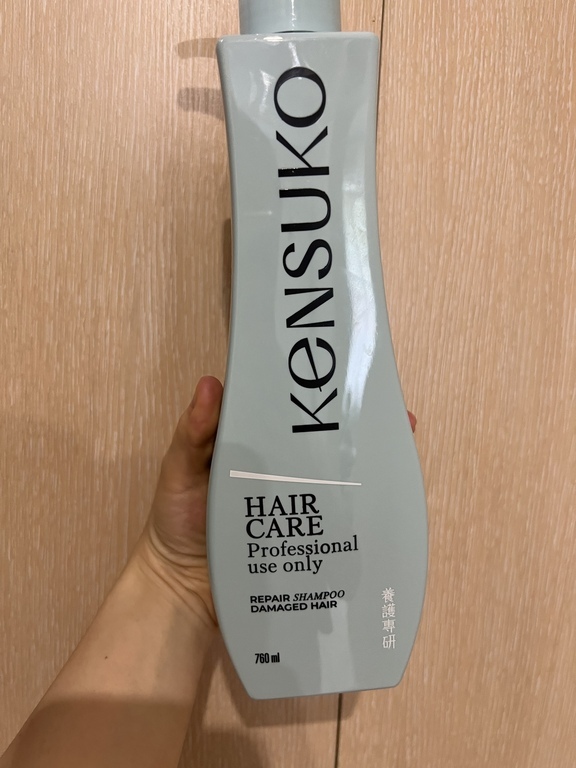 KeNSUKO
HAIR
CARE
Professional
use only
REPAIR SHAMPOO
DAMAGED HAIR
760 ml
養護專研